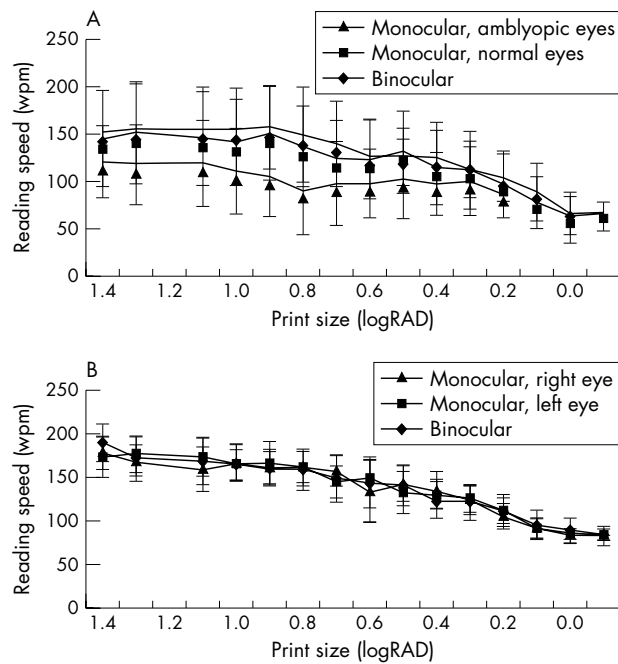 A
250
200
150
100
50
0
Reading speed (wpm)
Monocular, amblyopic eyes
Monocular, normal eyes
Binocular
1.4 1.2 1.0 0.8 0.6 0.4 0.2 0.0
Print size (logRAD)
B
250
200
150
100
50
0
Reading speed (wpm)
Monocular, right eye
Monocular, left eye
Binocular
1.4 1.2 1.0 0.8 0.6 0.4 0.2 0.0
Print size (logRAD)